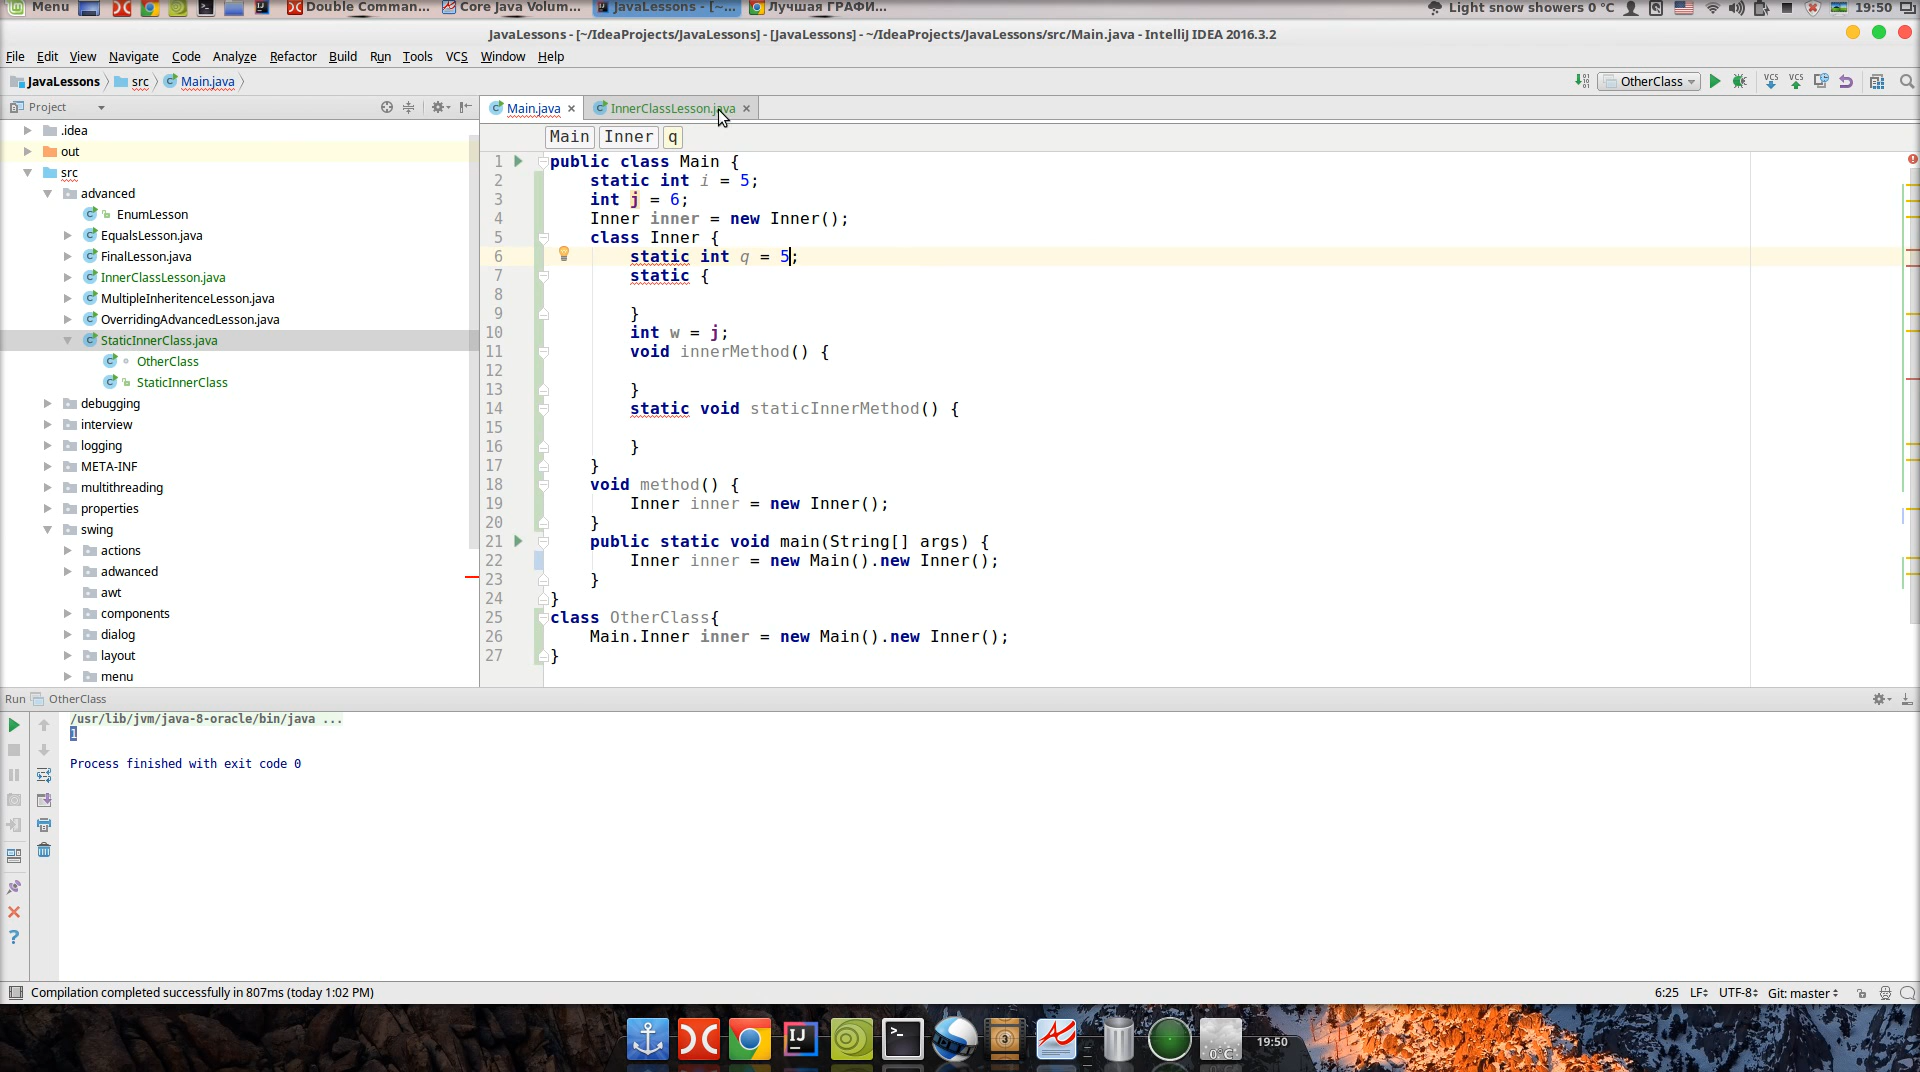 Menu
Double Comman...
Core Java Volum...
JavaLessons - [~...
Лучшая ГРАФИ...
Light snow showers 0 °C
19:50
JavaLessons - [~/IdeaProjects/JavaLessons] - [JavaLessons] - ~/IdeaProjects/JavaLessons/src/Main.java - IntelliJ IDEA 2016.3.2
File Edit View Navigate Code Analyze Refactor Build Run Tools VCS Window Help
JavaLessons src Main.java
OtherClass
VCS VCS
Project
Main.java
InnerClassLesson.java
Main Inner q
.idea
out
src
advanced
EnumLesson
EqualsLesson.java
FinalLesson.java
InnerClassLesson.java
MultipleInheritenceLesson.java
OverridingAdvancedLesson.java
StaticInnerClass.java
OtherClass
StaticInnerClass
debugging
interview
logging
META-INF
multithreading
properties
swing
actions
adwanced
awt
components
dialog
layout
menu
1 public class Main {
2 static int i = 5;
3 int j = 6;
4 Inner inner = new Inner();
5 class Inner {
6 static int q = 5;
7 static {
8
9 }
10 int w = j;
11 void innerMethod() {
12
13 }
14 static void staticInnerMethod() {
15
16 }
17 }
18 void method() {
19 Inner inner = new Inner();
20 }
21 public static void main(String[] args) {
22 Inner inner = new Main().new Inner();
23 }
24 }
25 class OtherClass{
26 Main.Inner inner = new Main().new Inner();
27 }
Run OtherClass
/usr/lib/jvm/java-8-oracle/bin/java ...
1
Process finished with exit code 0
Compilation completed successfully in 807ms (today 1:02 PM)
6:25 LF UTF-8 Git: master
IJ
3
0°C
19:50